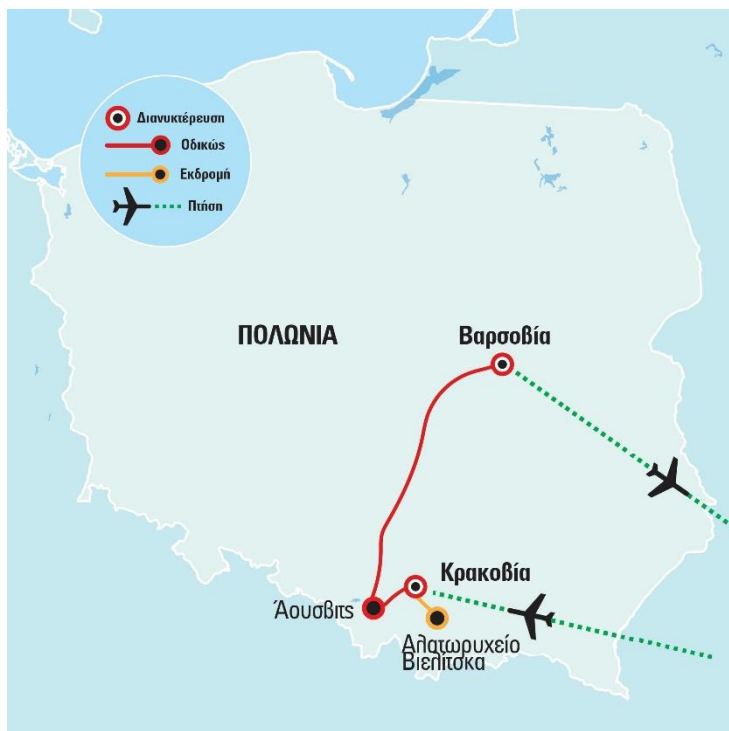 Διανυκτέρευση
Οδικώς
Εκδρομή
Πτήση
ΠΟΛΩΝΙΑ
Βαρσοβία
Κρακοβία
Άουσβιτς
Αλατωρυχείο
Βιελίτσκα